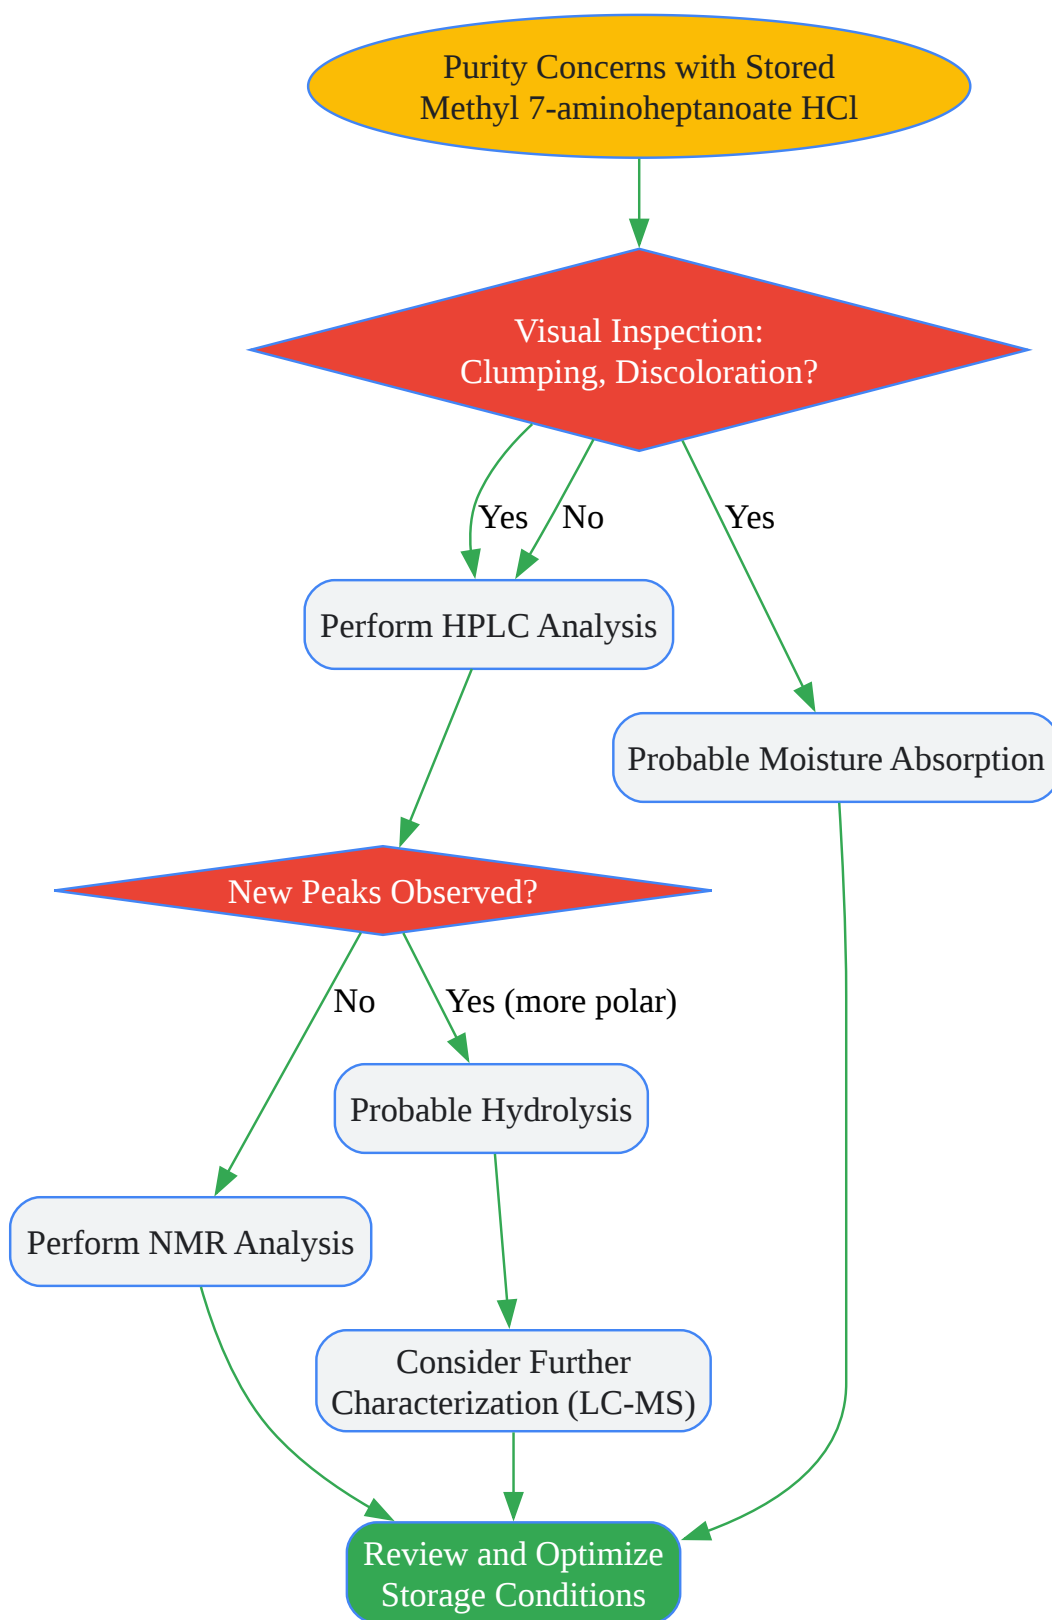 Purity Concerns with Stored
Methyl 7-aminoheptanoate HCl
Visual Inspection:
Clumping, Discoloration?
Yes
No
Yes
Perform HPLC Analysis
Probable Moisture Absorption
New Peaks Observed?
No
Yes (more polar)
Probable Hydrolysis
Perform NMR Analysis
Consider Further
Characterization (LC-MS)
Review and Optimize
Storage Conditions